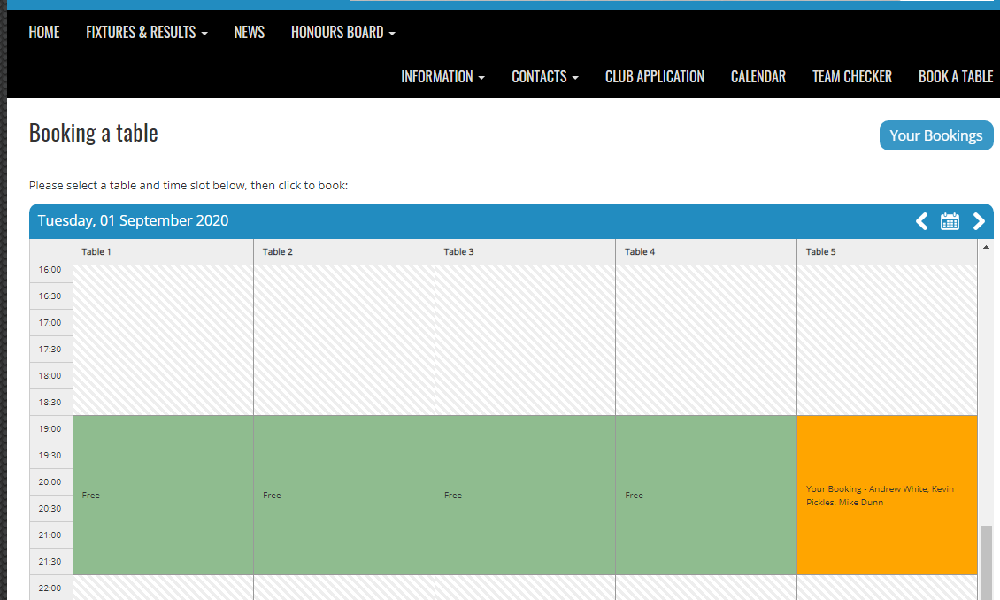 HOME FIXTURES & RESULTS NEWS HONOURS BOARD
INFORMATION CONTACTS CLUB APPLICATION CALENDAR TEAM CHECKER BOOK A TABLE
Booking a table
Your Bookings
Please select a table and time slot below, then click to book:
Tuesday, 01 September 2020
Table 1 Table 2 Table 3 Table 4 Table 5
16:00
16:30
17:00
17:30
18:00
18:30
19:00
19:30
20:00
Free Free Free Free
Your Booking - Andrew White, Kevin
Pickles, Mike Dunn
20:30
21:00
21:30
22:00